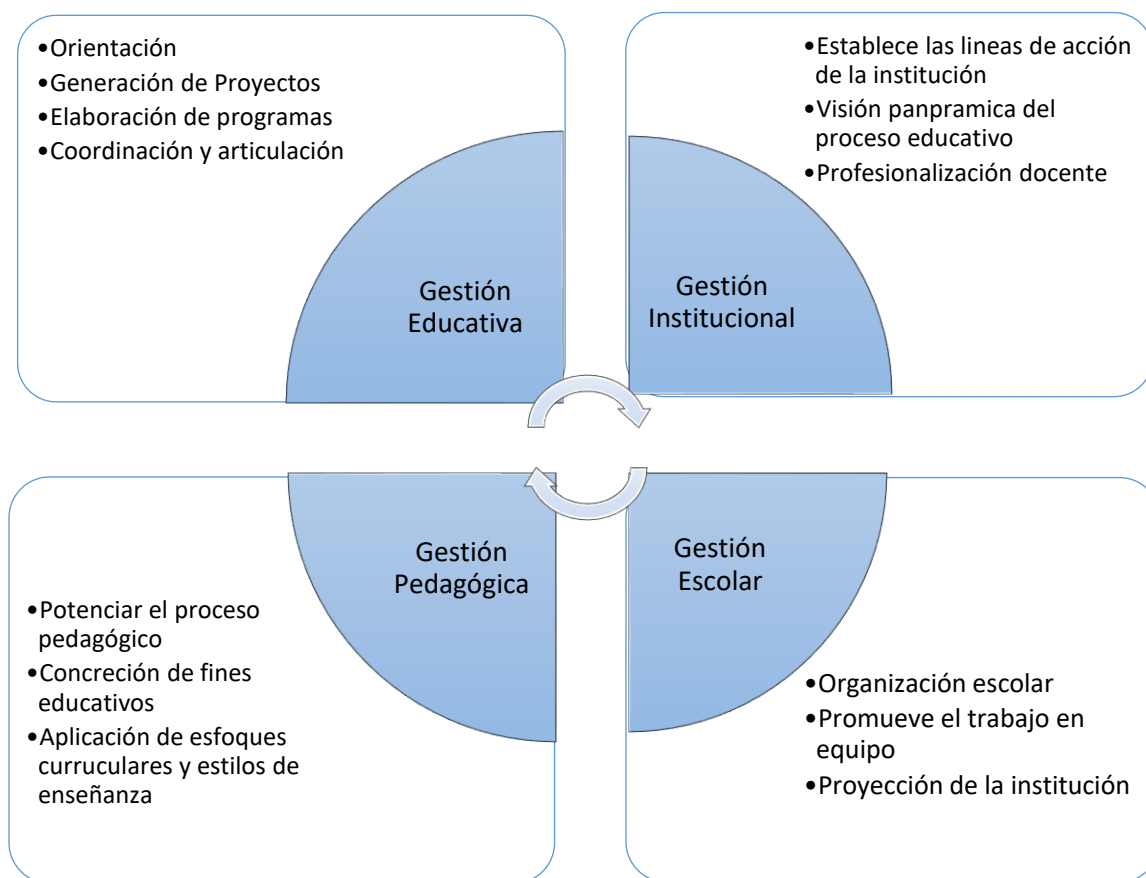 •Orientación
•Generación de Proyectos
•Elaboración de programas
•Coordinación y articulación
Gestión
Educativa
•Establece las lineas de acción
de la institución
•Visión panpramica del
proceso educativo
•Profesionalización docente
Gestión
Institucional
Gestión
Pedagógica
•Potenciar el proceso
pedagógico
•Concreción de fines
educativos
•Aplicación de esfoques
curruculares y estilos de
enseñanza
Gestión
Escolar
•Organización escolar
•Promueve el trabajo en
equipo
•Proyección de la institución